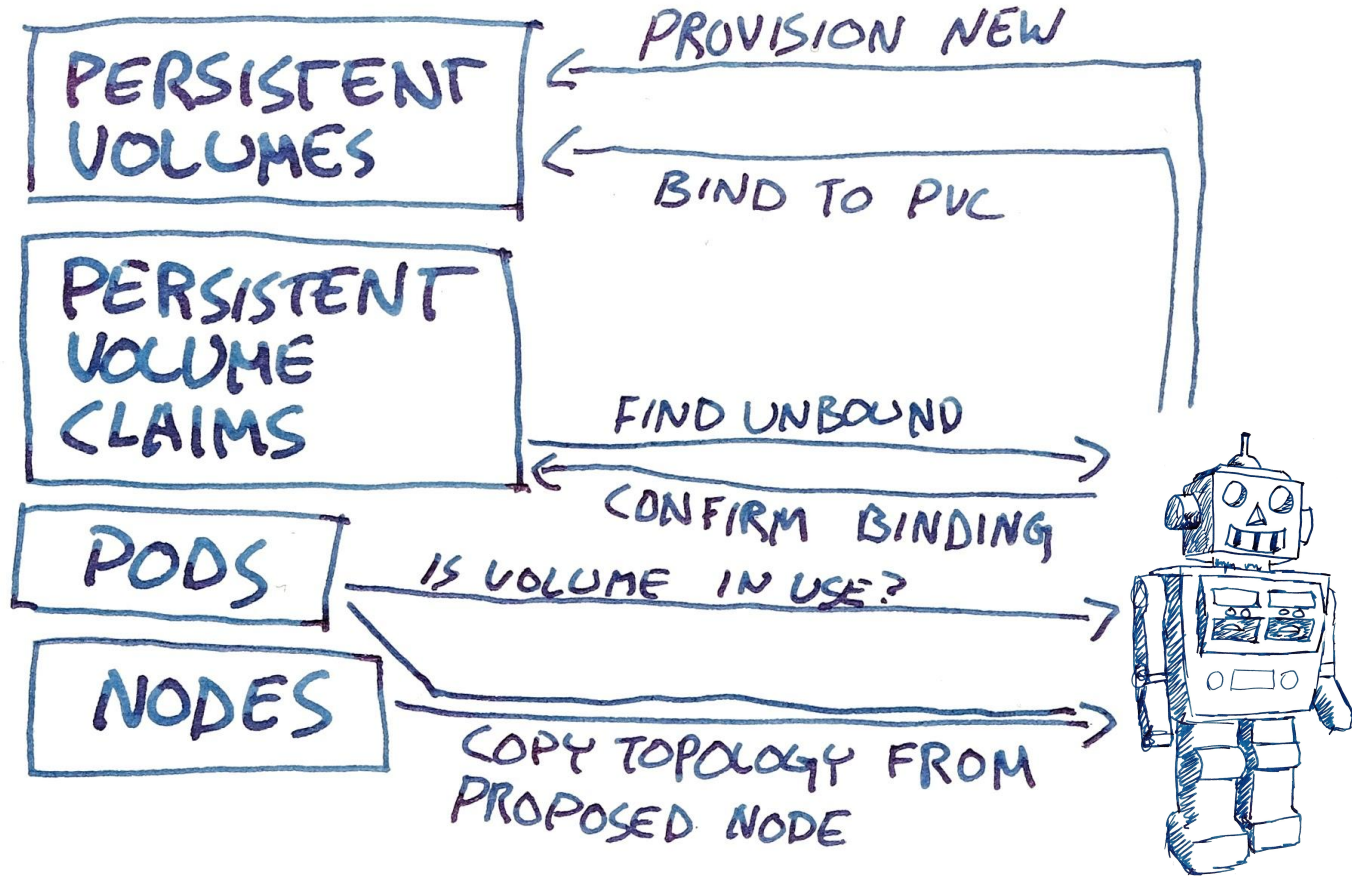 PROVISION NEW
PERSISTENT
VOLUMES
BIND TO PVC
PERSISTENT
VOLUME
CLAIMS
FIND UNBOUND
CONFIRM BINDING
PODS
IS VOLUME IN USE?
NODES
COPY TOPOLOGY FROM
PROPOSED NODE